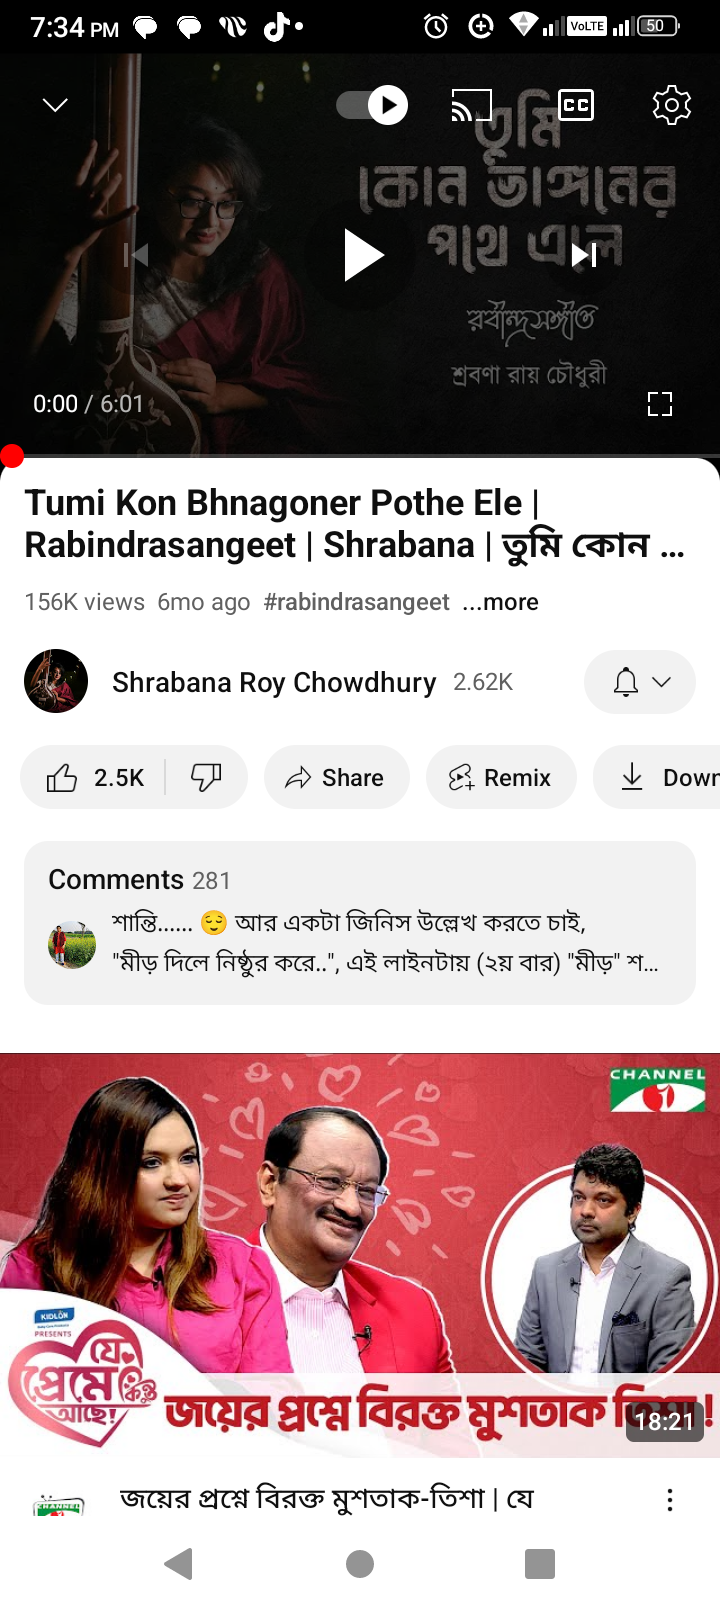 7:34 PM
VoLTE
50
CC
তুমি
কোন ভাঙ্গনের
পথে এলে
রবীন্দ্রসঙ্গীত
শ্রবণা রায় চৌধুরী
0:00 / 6:01
Tumi Kon Bhnagoner Pothe Ele |
Rabindrasangeet | Shrabana | তুমি কোন ...
156K views 6mo ago #rabindrasangeet ...more
Shrabana Roy Chowdhury 2.62K
2.5K Share Remix Down
Comments 281
শান্তি...... 😌 আর একটা জিনিস উল্লেখ করতে চাই,
"মীড় দিলে নিষ্ঠুর করে..", এই লাইনটায় (২য় বার) "মীড়" শ...
CHANNEL
i
KIDLON
PRESENTS
যে
প্রেমে কিন্তু
আছে!
জয়ের প্রশ্নে বিরক্ত মুশতাক তিশা!
18:21
CHANNEL
জয়ের প্রশ্নে বিরক্ত মুশতাক-তিশা | যে